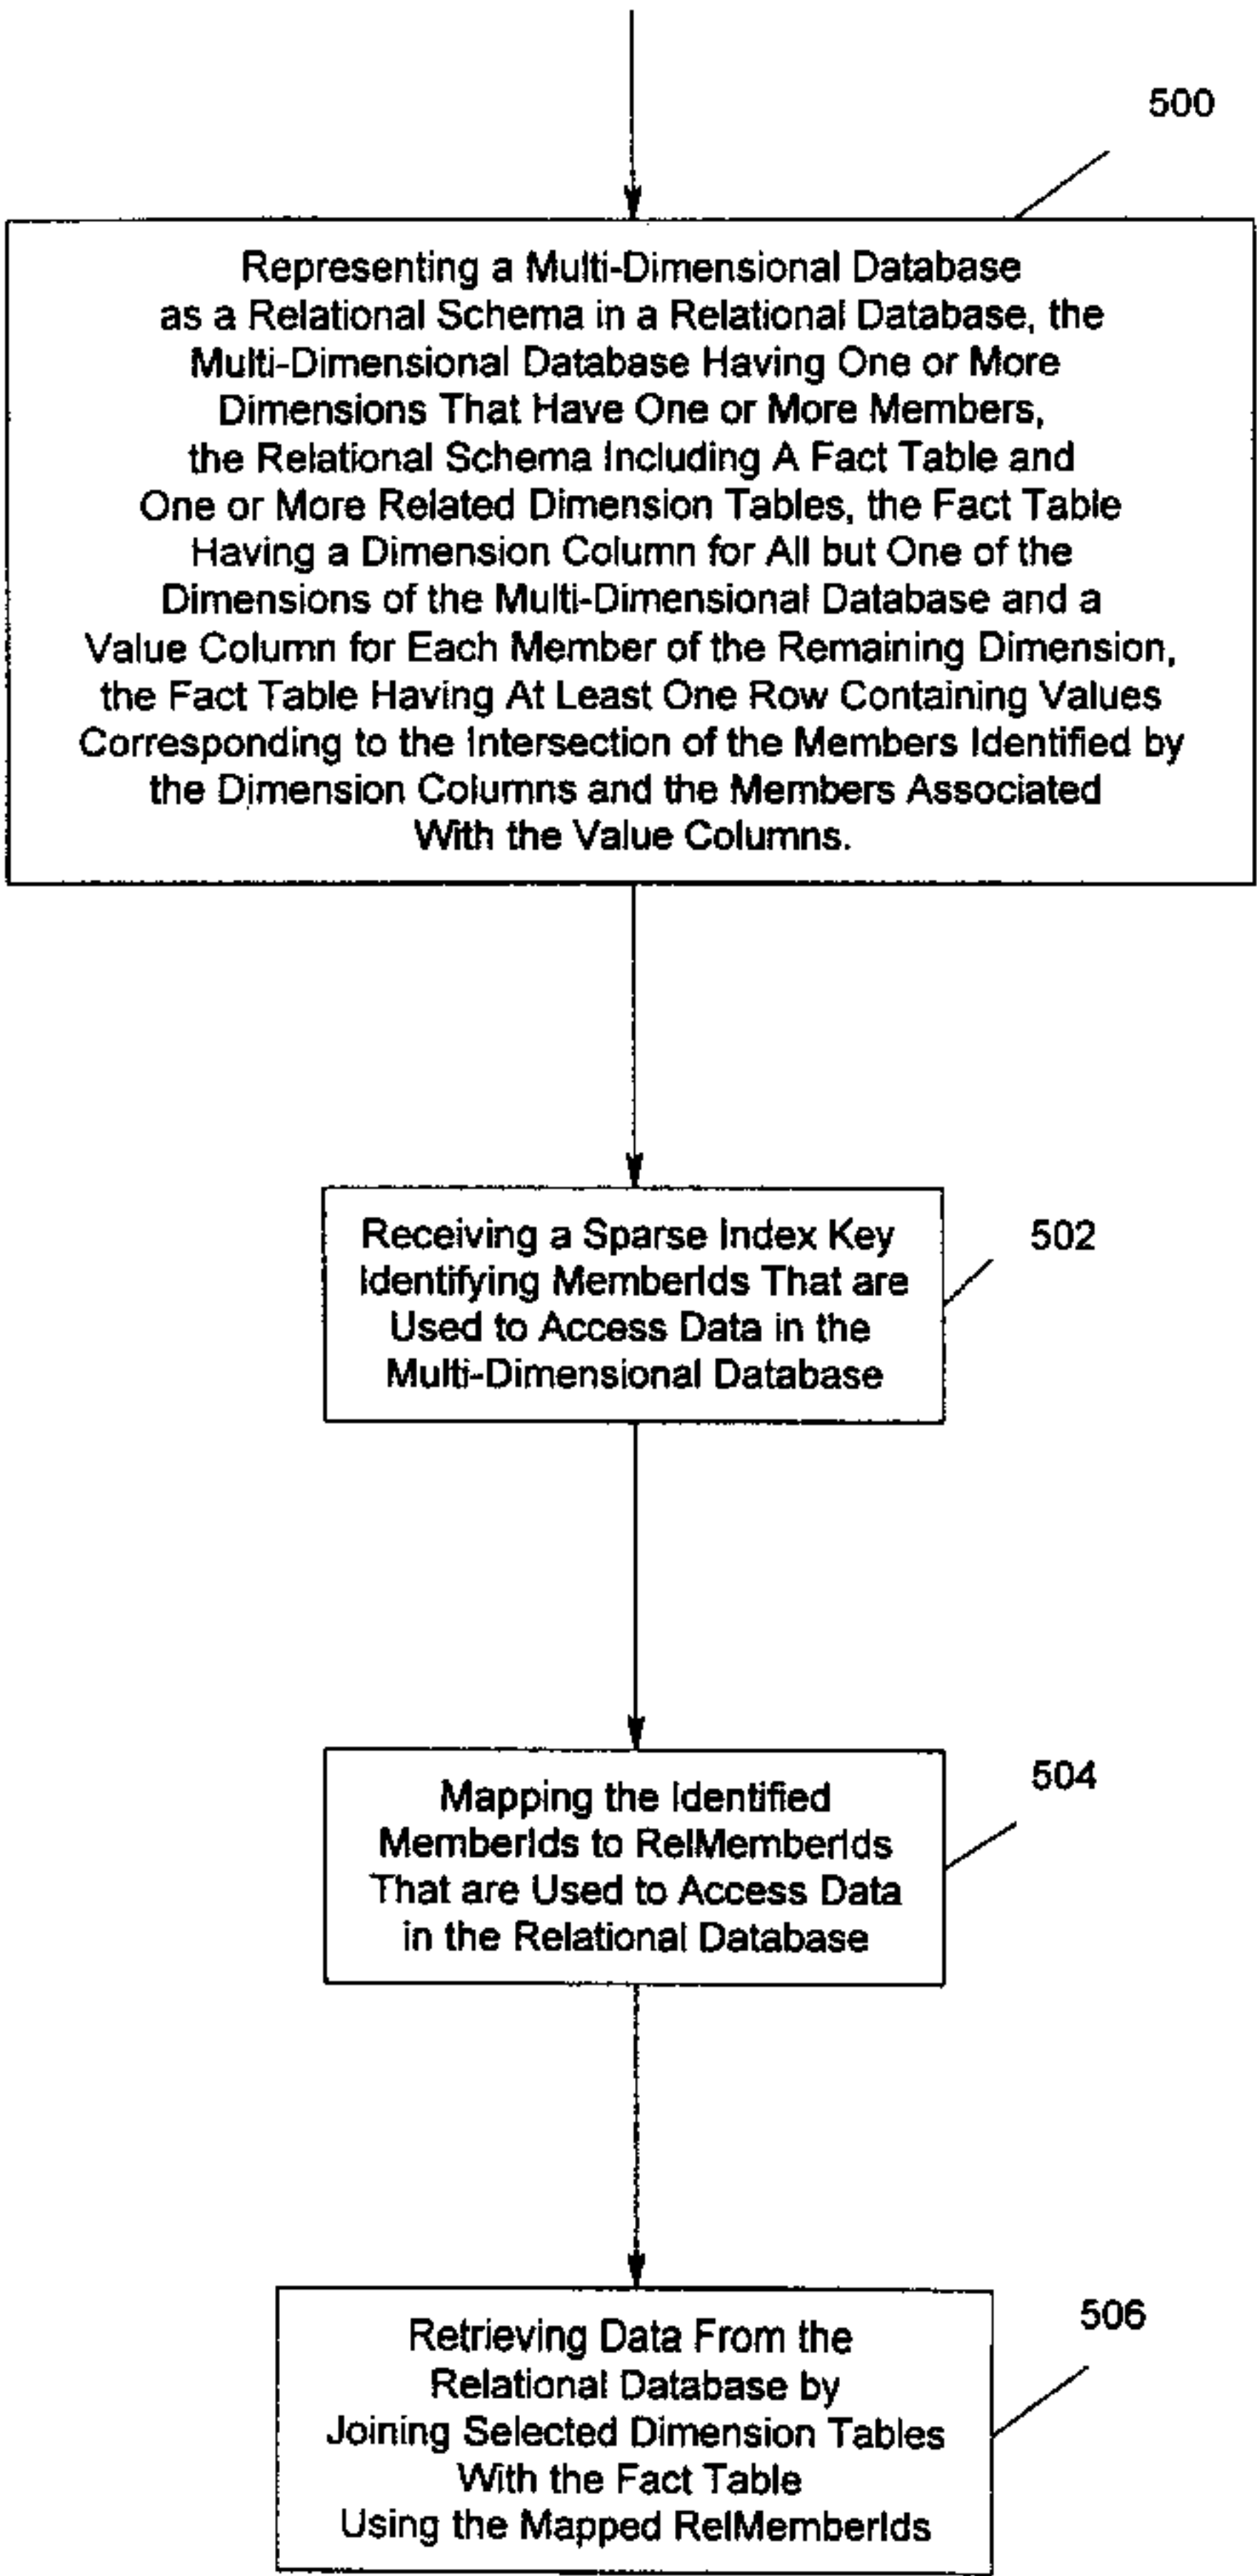 500
Representing a Multi-Dimensional Database
as a Relational Schema in a Relational Database, the
Multi-Dimensional Database Having One or More
Dimensions That Have One or More Members,
the Relational Schema Including A Fact Table and
One or More Related Dimension Tables, the Fact Table
Having a Dimension Column for All but One of the
Dimensions of the Multi-Dimensional Database and a
Value Column for Each Member of the Remaining Dimension,
the Fact Table Having At Least One Row Containing Values
Corresponding to the Intersection of the Members Identified by
the Dimension Columns and the Members Associated
With the Value Columns.
502
Receiving a Sparse Index Key
Identifying MemberIds That are
Used to Access Data in the
Multi-Dimensional Database
504
Mapping the Identified
MemberIds to RelMemberIds
That are Used to Access Data
in the Relational Database
506
Retrieving Data From the
Relational Database by
Joining Selected Dimension Tables
With the Fact Table
Using the Mapped RelMemberIds